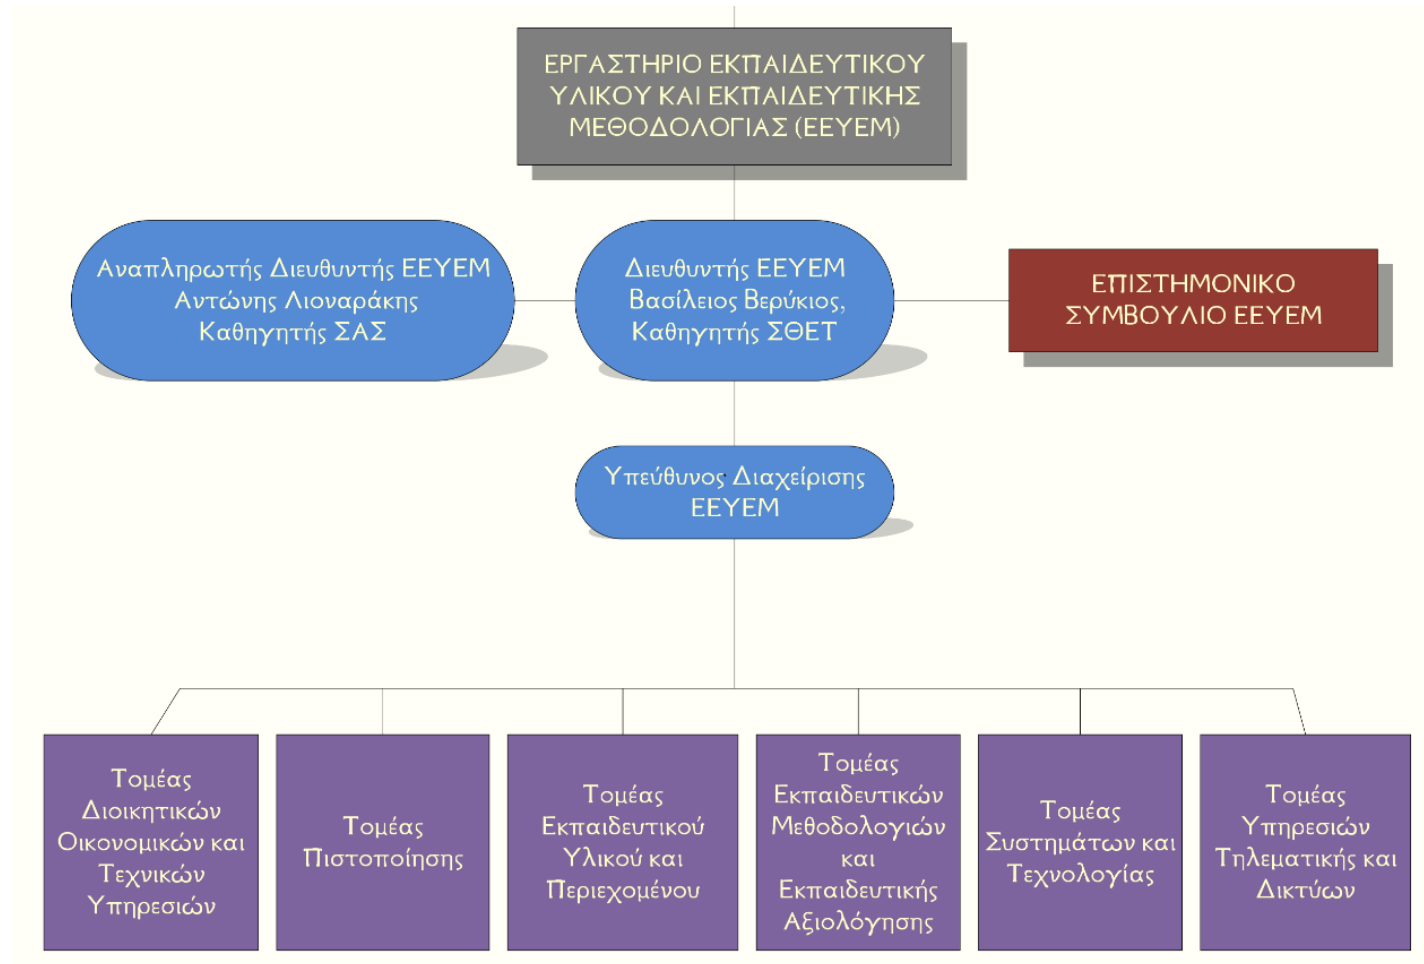 ΕΡΓΑΣΤΗΡΙΟ ΕΚΠΑΙΔΕΥΤΙΚΟΥ
ΥΛΙΚΟΥ ΚΑΙ ΕΚΠΑΙΔΕΥΤΙΚΗΣ
ΜΕΘΟΔΟΛΟΓΙΑΣ (ΕΕΥΕΜ)
Αναπληρωτής Διευθυντής ΕΕΥΕΜ
Αντώνης Λιοναράκης
Καθηγητής ΣΑΣ
Διευθυντής ΕΕΥΕΜ
Βασίλειος Βερύκιος,
Καθηγητής ΣΘΕΤ
ΕΠΙΣΤΗΜΟΝΙΚΟ
ΣΥΜΒΟΥΛΙΟ ΕΕΥΕΜ
Υπεύθυνος Διαχείρισης
ΕΕΥΕΜ
Τομέας
Διοικητικών
Οικονομικών και
Τεχνικών
Υπηρεσιών
Τομέας
Πιστοποίησης
Τομέας
Εκπαιδευτικού
Υλικού και
Περιεχομένου
Τομέας
Εκπαιδευτικών
Μεθοδολογιών
και
Εκπαιδευτικής
Αξιολόγησης
Τομέας
Συστημάτων και
Τεχνολογίας
Τομέας
Υπηρεσιών
Τηλεματικής και
Δικτύων